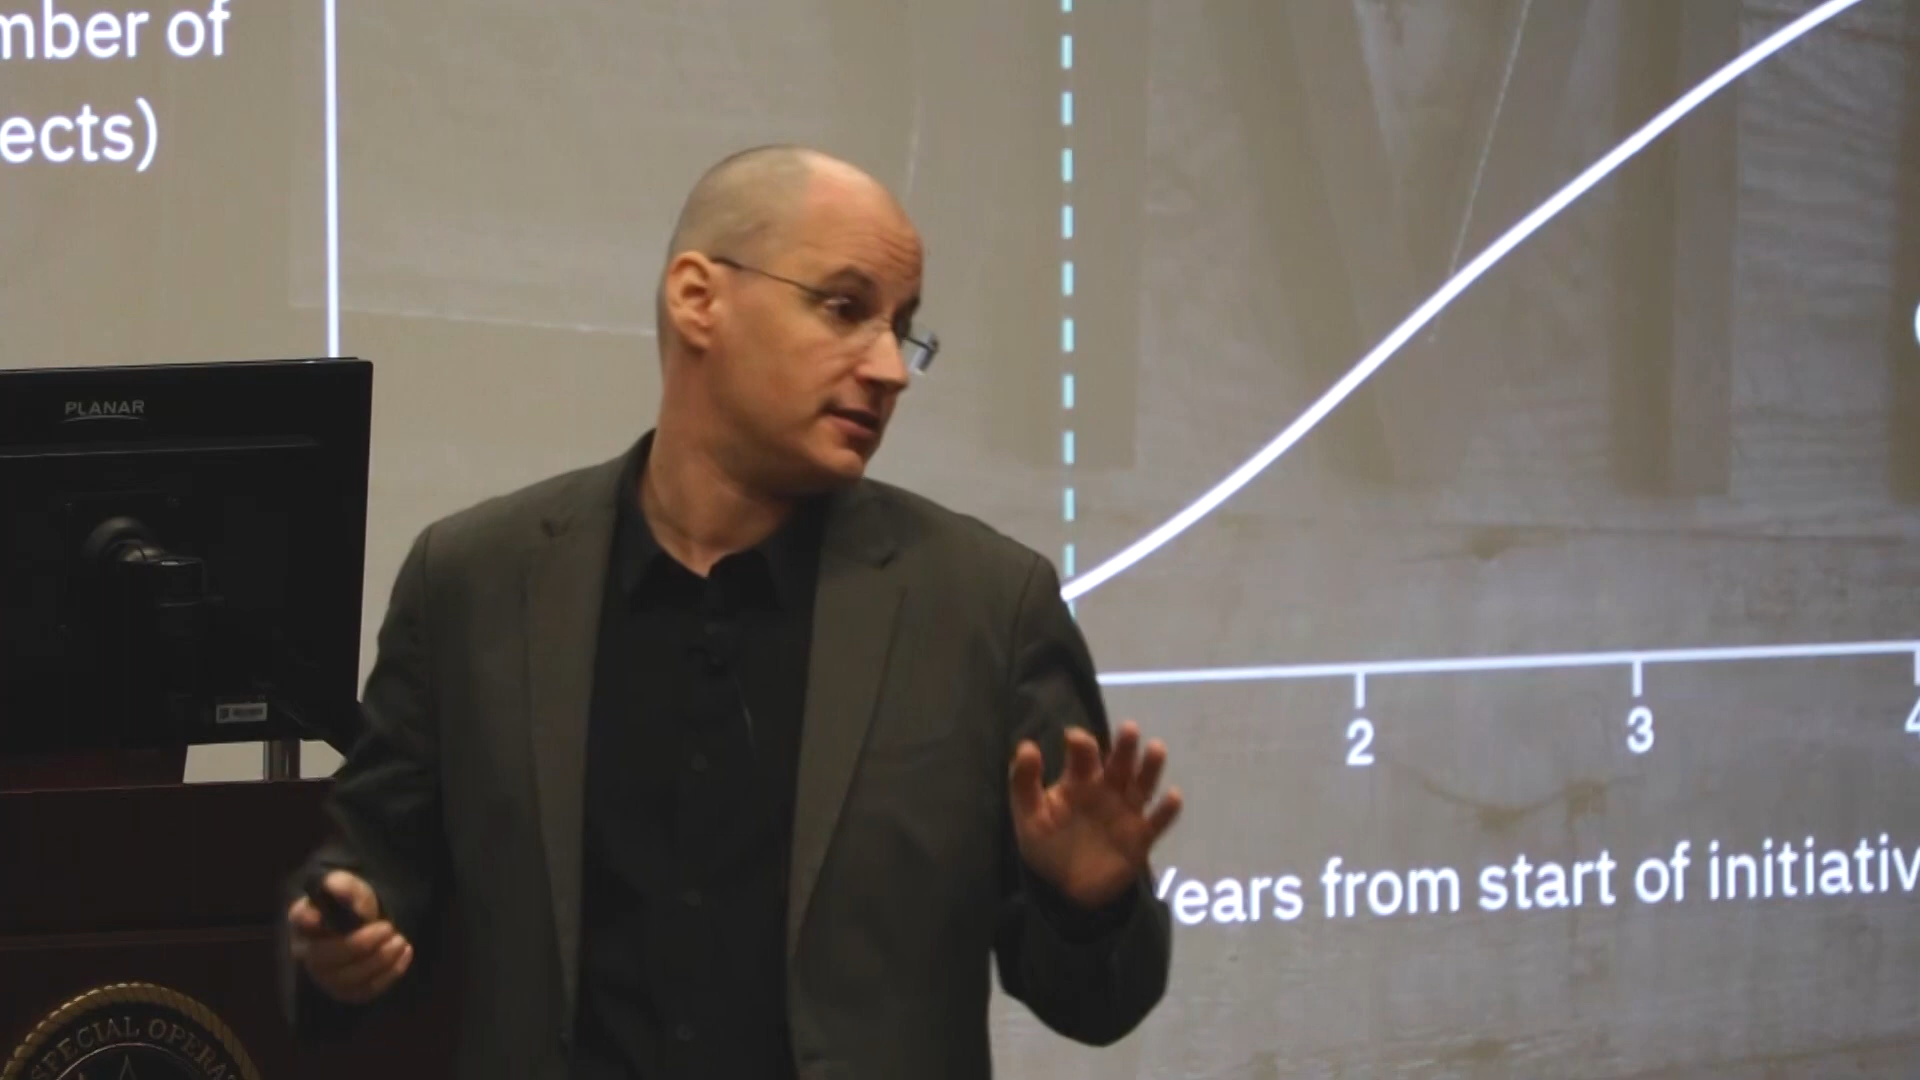 mber of
ects)
PLANAR
2
3
4
Years from start of initiativ
SPECIAL OPERA